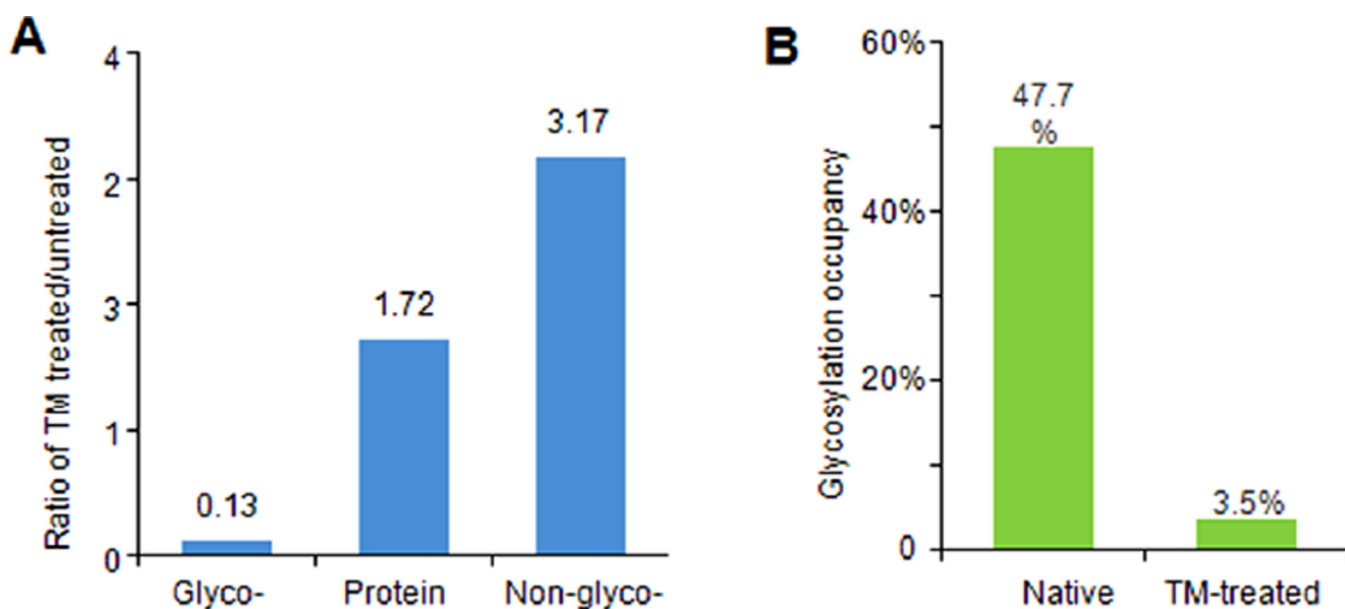 A
Ratio of TM treated/untreated
4
2
3
1
0
0.13
1.72
3.17
Glyco-
Protein
Non-glyco-
B
Glycosylation occupancy
60%
40%
20%
0
47.7
%
3.5%
Native
TM-treated